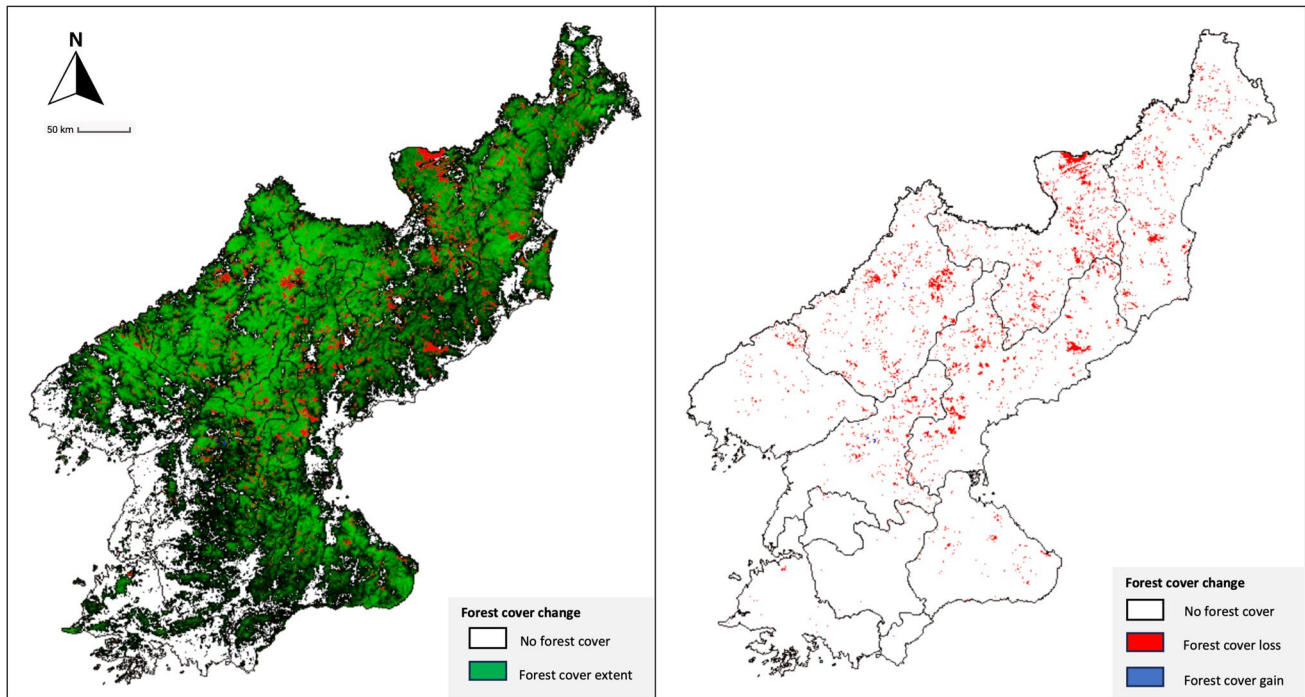 N
50 km
Forest cover change
No forest cover
Forest cover extent
Forest cover change
No forest cover
Forest cover loss
Forest cover gain